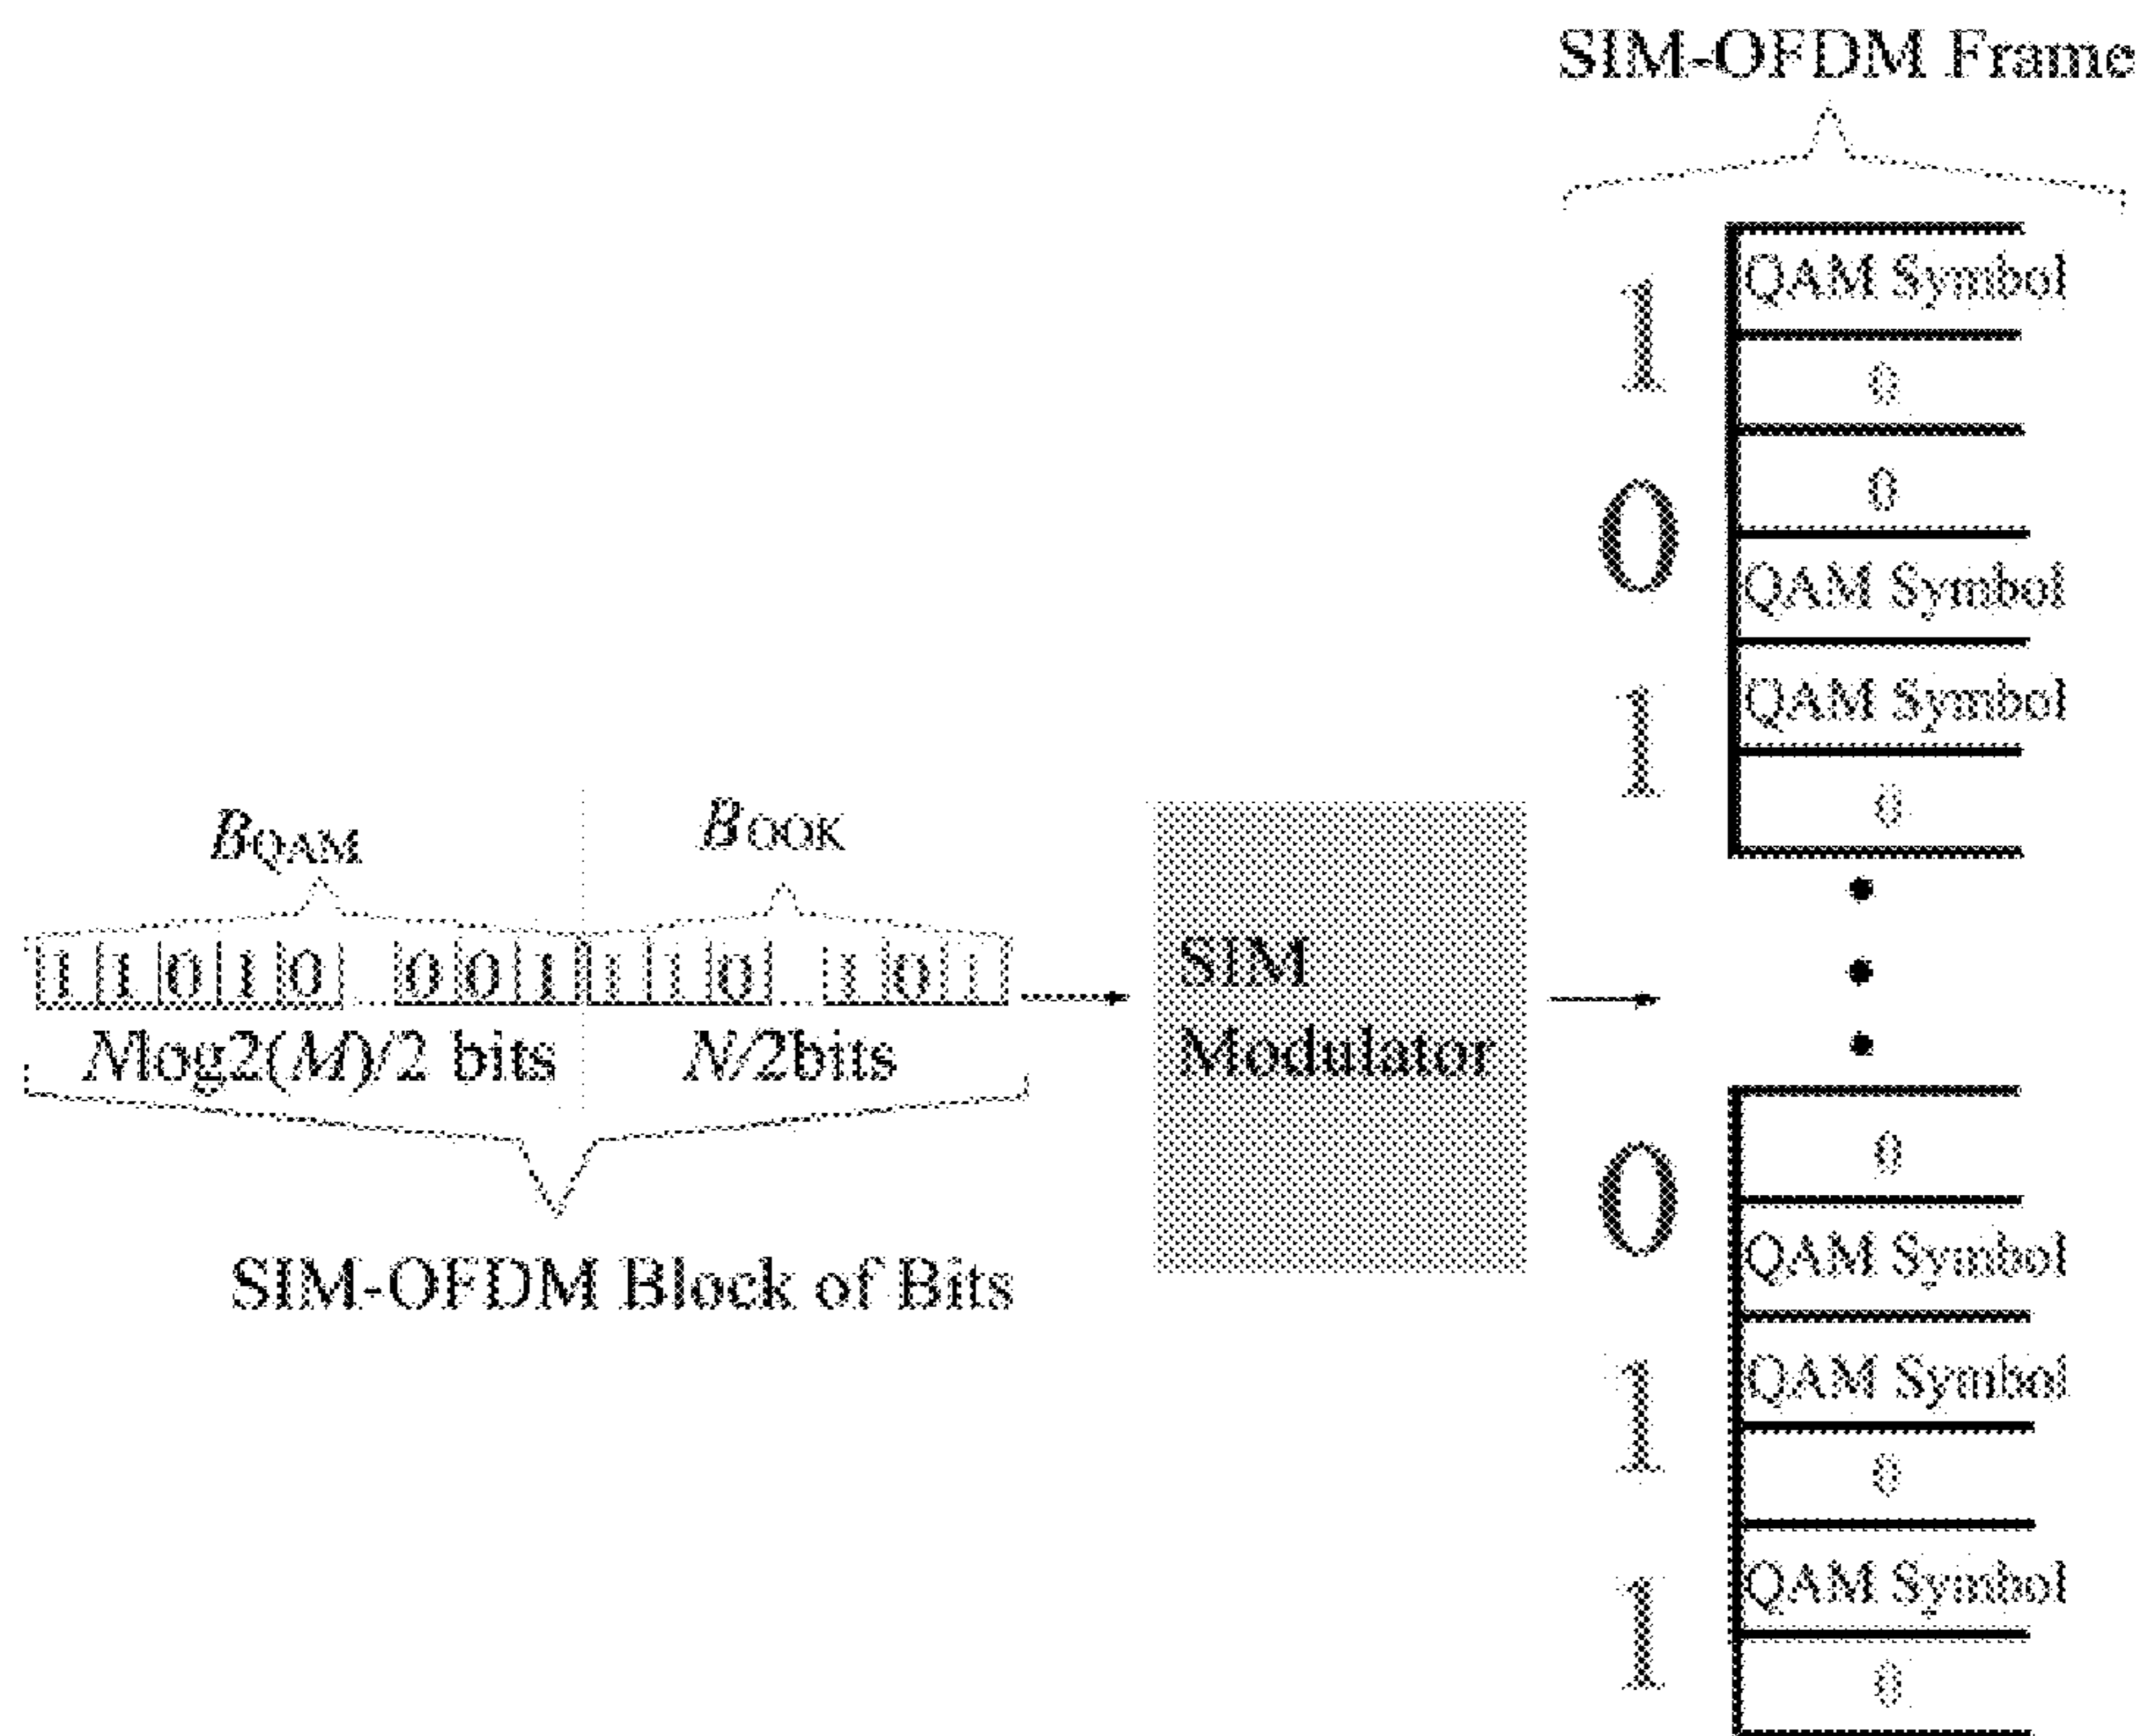 SIM-OFDM Frame
1
QAM Symbol
0
0
0
QAM Symbol
1
QAM Symbol
0
BQAM
BOOK
1 1 0 1 0 ... 0 0 1 1 1 0 ... 1 0 1
Nlog2(M)/2 bits
N/2bits
SIM-OFDM Block of Bits
SIM
Modulator
0
0
QAM Symbol
1
QAM Symbol
0
1
QAM Symbol
0